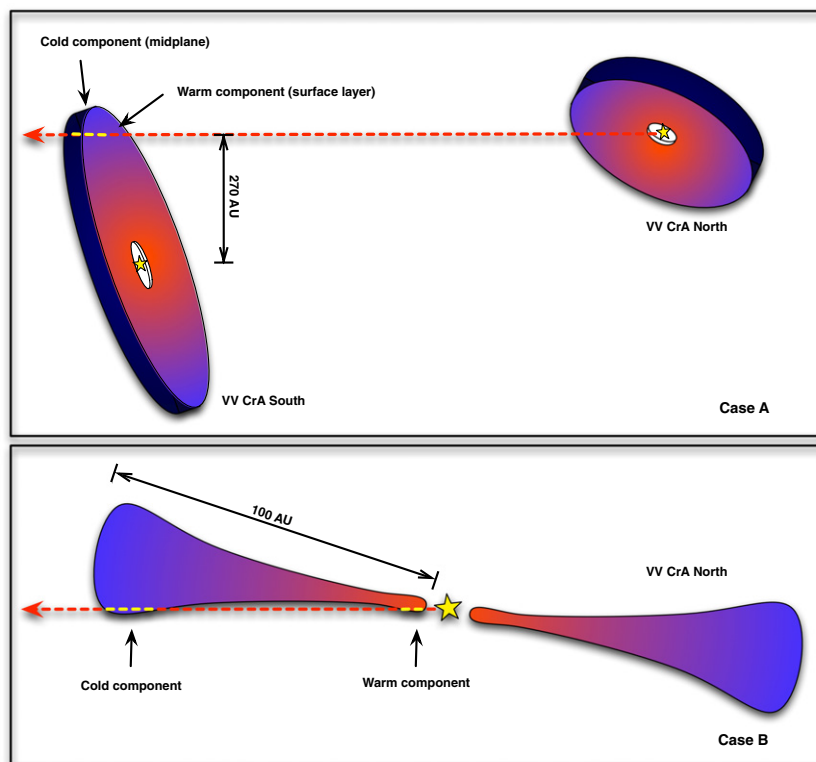 Cold component (midplane)
Warm component (surface layer)
270 AU
VV CrA North
VV CrA South
Case A
100 AU
VV CrA North
Cold component
Warm component
Case B